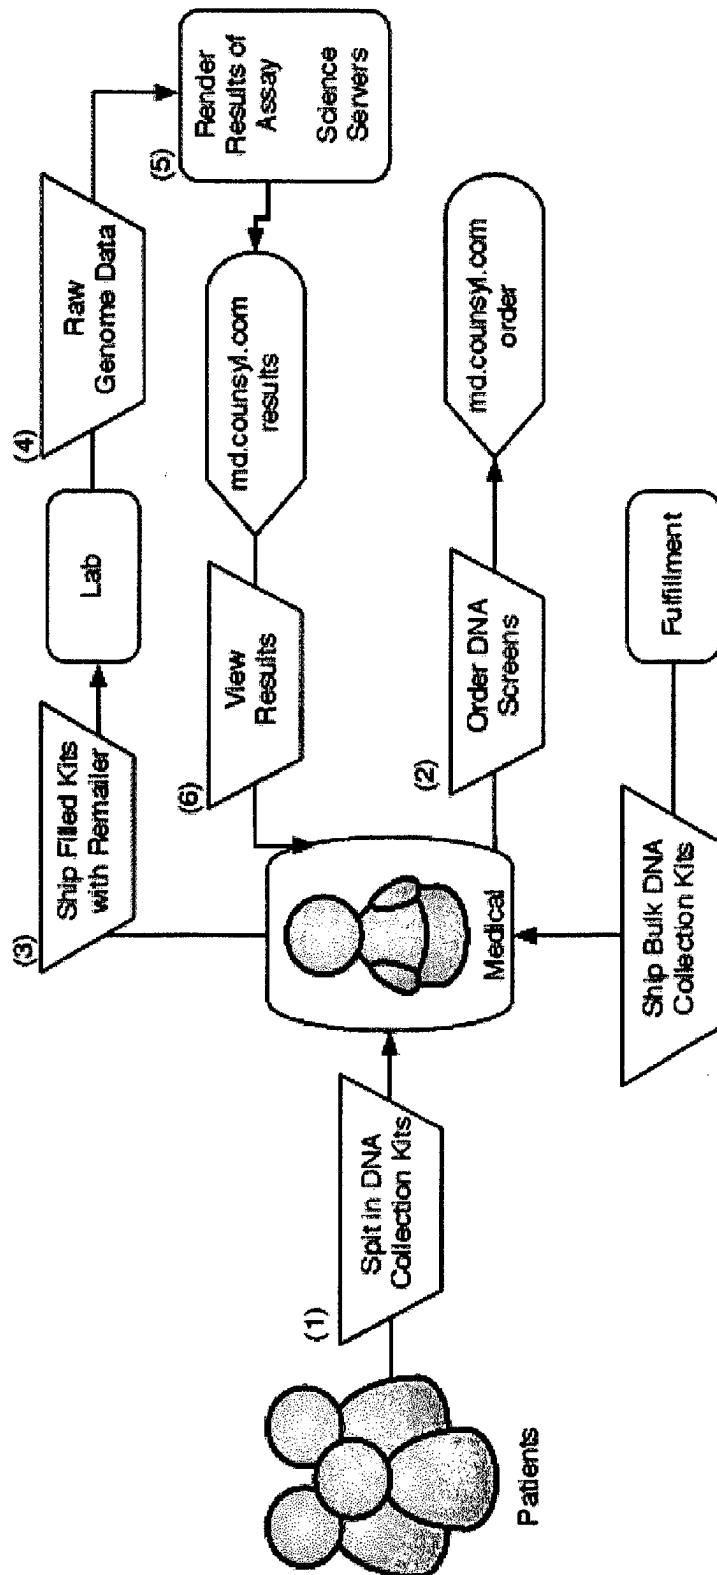 (3)
Ship Filled Kits
with Remailer
Lab
(4)
Raw
Genome Data
(5)
Render
Results of
Assay
Science
Servers
(6)
View
Results
md.counsyl.com
results
Patients
(1)
Spit in DNA
Collection Kits
Medical
(2)
Order DNA
Screens
md.counsyl.com
order
Ship Bulk DNA
Collection Kits
Fulfillment